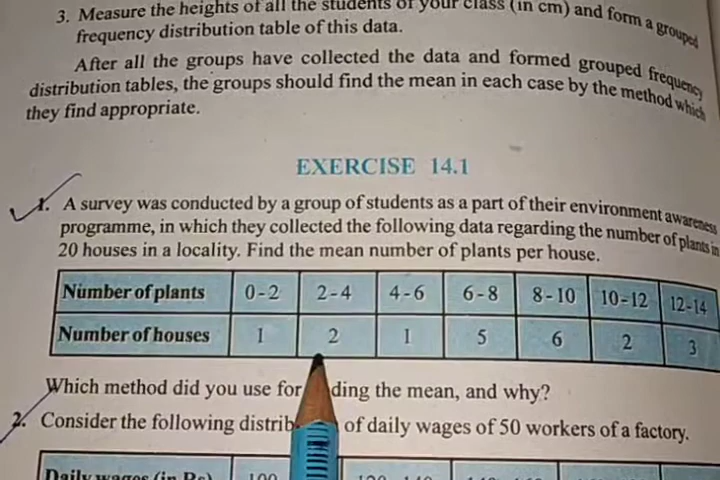 3. Measure the heights of all the students of your class (in cm) and form a grouped
frequency distribution table of this data.
After all the groups have collected the data and formed grouped frequency
distribution tables, the groups should find the mean in each case by the method which
they find appropriate.
EXERCISE 14.1
1. A survey was conducted by a group of students as a part of their environment awareness
programme, in which they collected the following data regarding the number of plants in
20 houses in a locality. Find the mean number of plants per house.
Number of plants 0-2 2-4 4-6 6-8 8-10 10-12 12-14
Number of houses 1 2 1 5 6 2 3
Which method did you use for ding the mean, and why?
2. Consider the following distrib of daily wages of 50 workers of a factory.
Daily wages (in Rs) 100